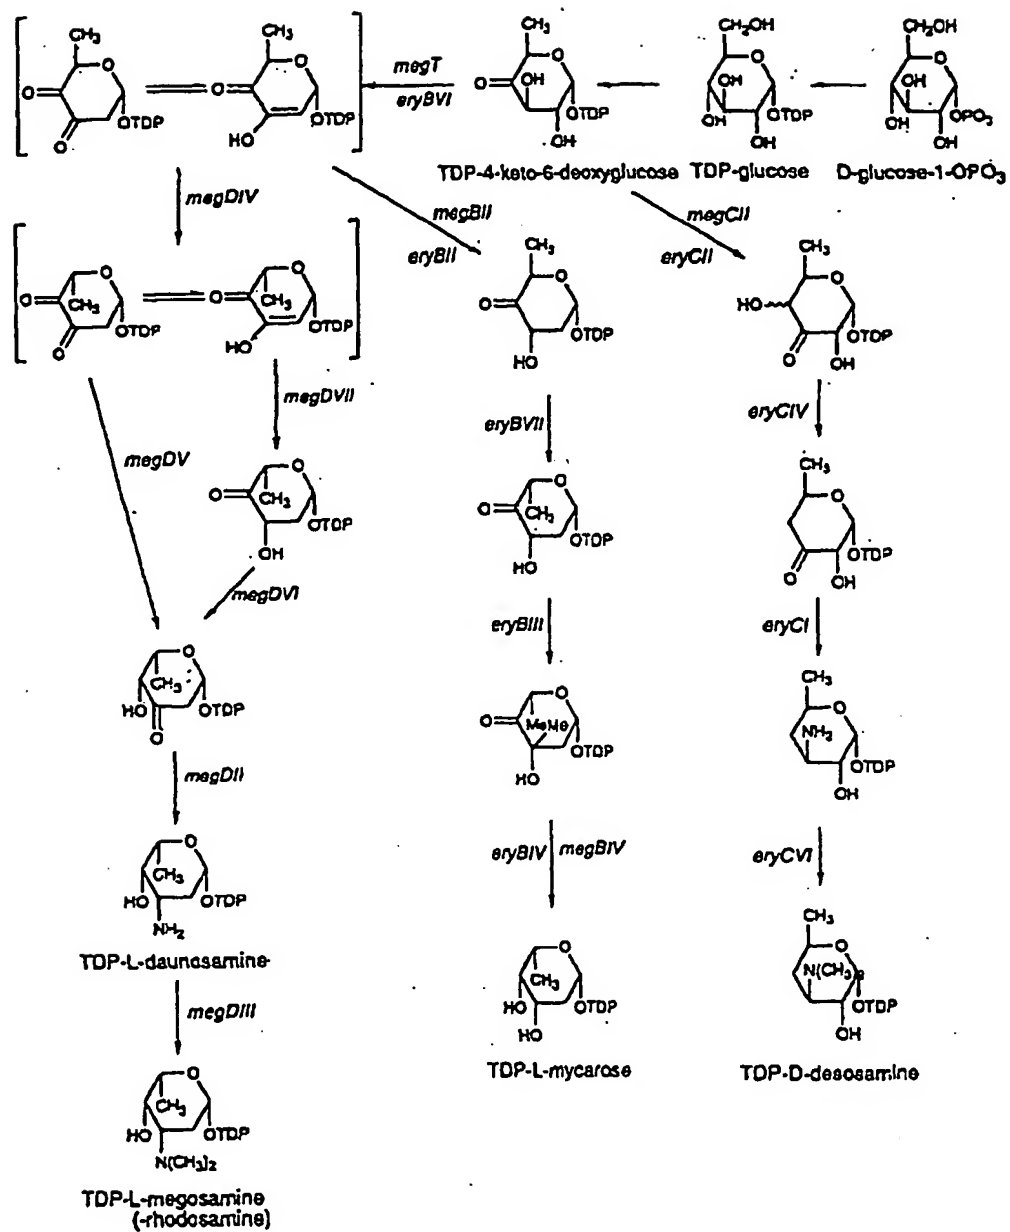 CH₃ CH₃ CH₃ CH₂OH CH₂OH
O O O O O
O O megT O OH OH OH
OTDP OTDP eryBVI OTDP OH OTDP OH OPO₃
O HO OH OH OH
TDP-4-keto-6-deoxyglucose TDP-glucose D-glucose-1-OPO₃
megDIV megBII megCII
eryBII eryCII
CH₃ CH₃
O O O O
O CH₃ O CH₃ O HO
OTDP OTDP OTDP OTDP
O HO HO O OH
megDVII eryBVII eryCIV
megDV
CH₃
O O O
O CH₃ O CH₃
OTDP OTDP OTDP
OH HO O OH
megDVI eryBIII eryCI
CH₃
O O O
CH₃ O MeMe NH₂
HO OTDP OTDP OTDP
O HO OH
megDII eryBIV megBIV eryCVI
CH₃
O O O
CH₃ CH₃ N(CH₃)₂
HO OTDP HO OTDP OTDP
NH₂ HO OH
TDP-L-daunosamine TDP-L-mycarose TDP-D-desosamine
megDIII
O
CH₃
HO OTDP
N(CH₃)₂
TDP-L-megosamine
(-rhodosamine)